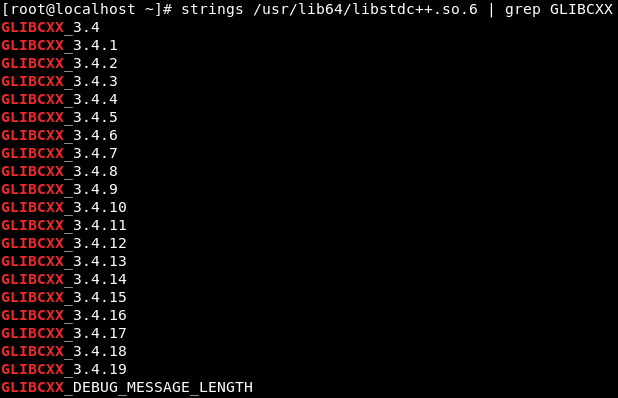 [root@localhost ~]# strings /usr/lib64/libstdc++.so.6 | grep GLIBCXX
GLIBCXX_3.4
GLIBCXX_3.4.1
GLIBCXX_3.4.2
GLIBCXX_3.4.3
GLIBCXX_3.4.4
GLIBCXX_3.4.5
GLIBCXX_3.4.6
GLIBCXX_3.4.7
GLIBCXX_3.4.8
GLIBCXX_3.4.9
GLIBCXX_3.4.10
GLIBCXX_3.4.11
GLIBCXX_3.4.12
GLIBCXX_3.4.13
GLIBCXX_3.4.14
GLIBCXX_3.4.15
GLIBCXX_3.4.16
GLIBCXX_3.4.17
GLIBCXX_3.4.18
GLIBCXX_3.4.19
GLIBCXX_DEBUG_MESSAGE_LENGTH